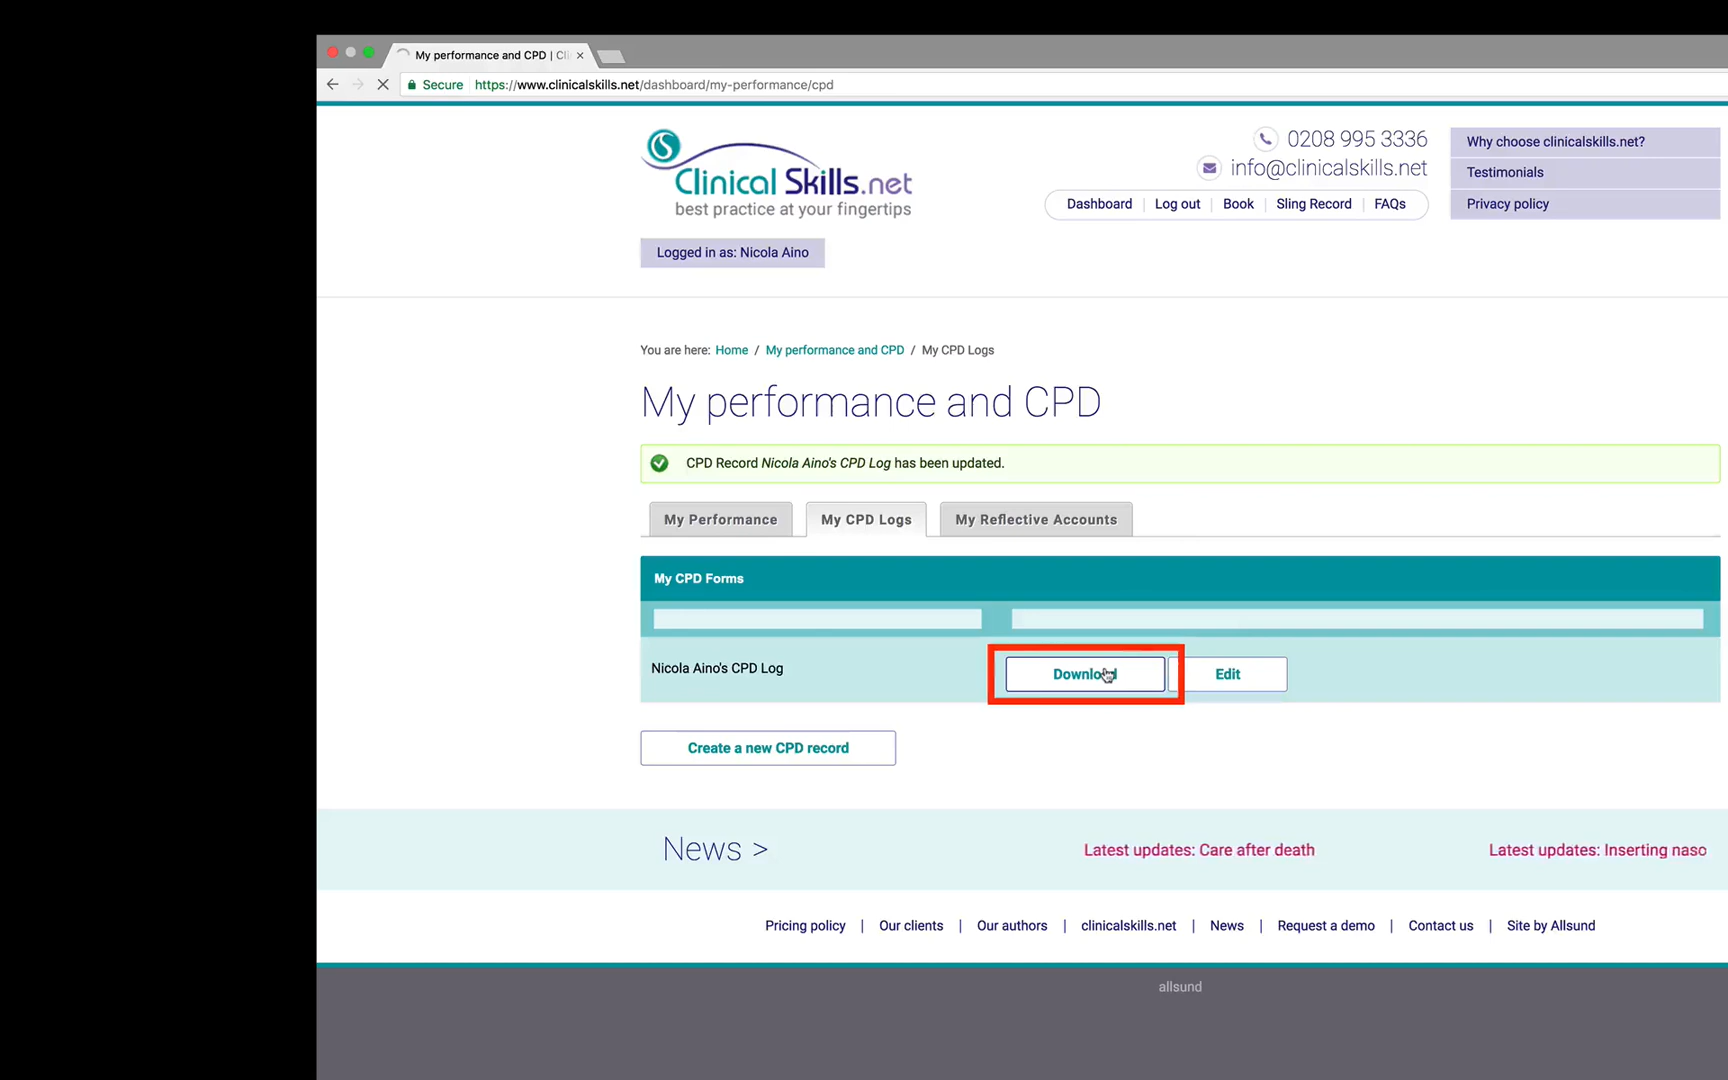 My performance and CPD | Cli
Secure https://www.clinicalskills.net/dashboard/my-performance/cpd
Clinical Skills.net
best practice at your fingertips
0208 995 3336
info@clinicalskills.net
Dashboard Log out Book Sling Record FAQs
Why choose clinicalskills.net?
Testimonials
Privacy policy
Logged in as: Nicola Aino
You are here: Home / My performance and CPD / My CPD Logs
My performance and CPD
CPD Record Nicola Aino's CPD Log has been updated.
My Performance My CPD Logs My Reflective Accounts
My CPD Forms
Nicola Aino's CPD Log Download Edit
Create a new CPD record
News > Latest updates: Care after death Latest updates: Inserting naso
Pricing policy | Our clients | Our authors | clinicalskills.net | News | Request a demo | Contact us | Site by Allsund
allsund